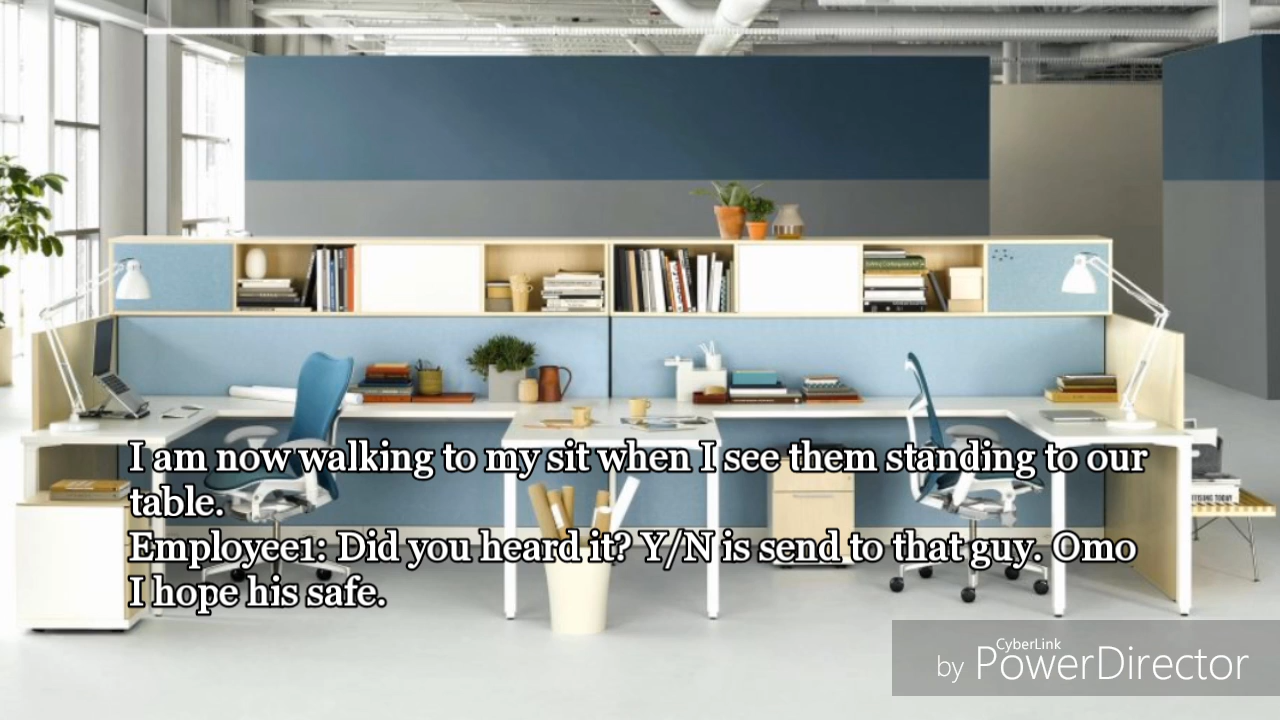 I am now walking to my sit when I see them standing to our
table.
Employee1: Did you heard it? Y/N is send to that guy. Omo
I hope his safe.
CyberLink
by PowerDirector